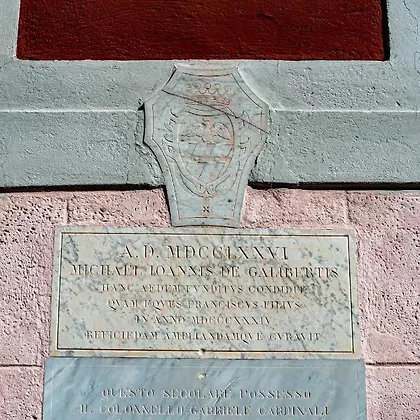 A. D. MDCCLXXVI
MICHAEL IOANNIS DE GALIBERTIS
HANC AEDEM FVNDITVS CONDIDIT
QVAM EQVES FRANCISCVS FILIVS
IN ANNO MDCCCXXXIV
REFICIEDAM AMPLIANDAMQVE CVRAVIT
QUESTO SECOLARE POSSESSO
IL COLONNELLO GABRIELE CARDINALI